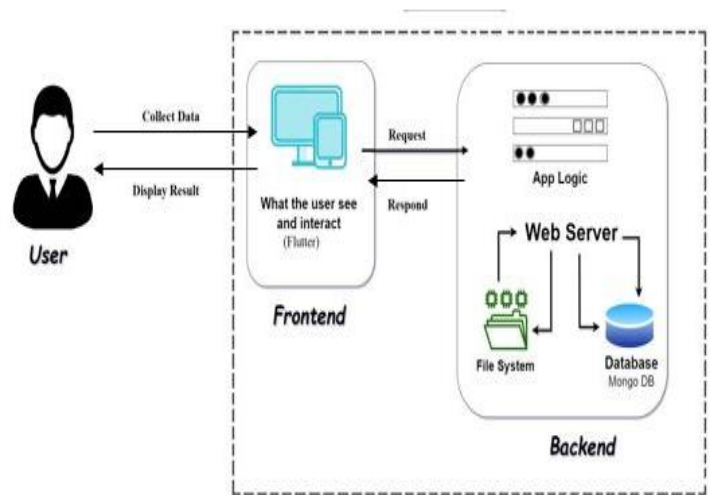 Collect Data
Display Result
User
What the user see
and interact
(Flutter)
Frontend
Request
Respond
App Logic
Web Server
File System
Database
Mongo DB
Backend